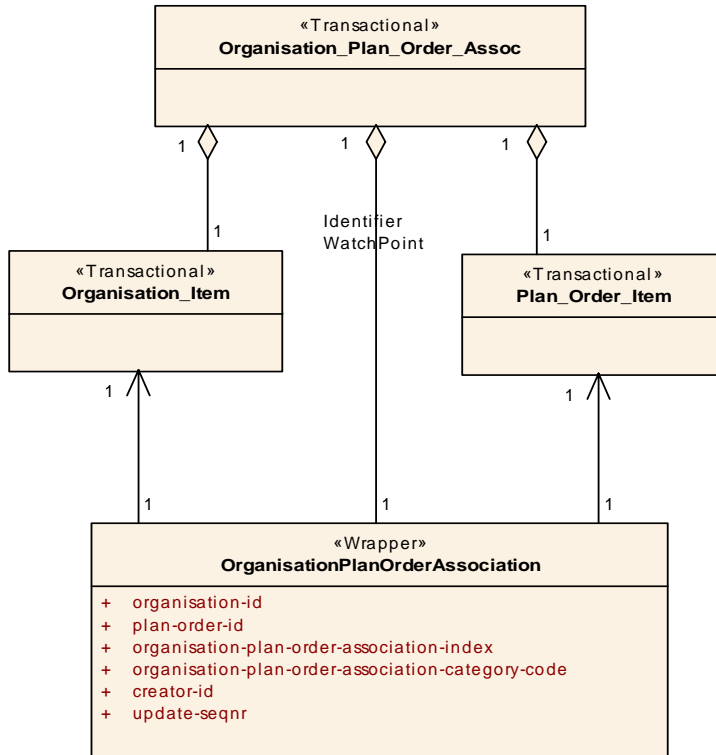 «Transactional»
Organisation_Plan_Order_Assoc
1
1
1
Identifier
WatchPoint
1
1
«Transactional»
Organisation_Item
«Transactional»
Plan_Order_Item
1
1
1
1
1
«Wrapper»
OrganisationPlanOrderAssociation
+ organisation-id
+ plan-order-id
+ organisation-plan-order-association-index
+ organisation-plan-order-association-category-code
+ creator-id
+ update-seqnr